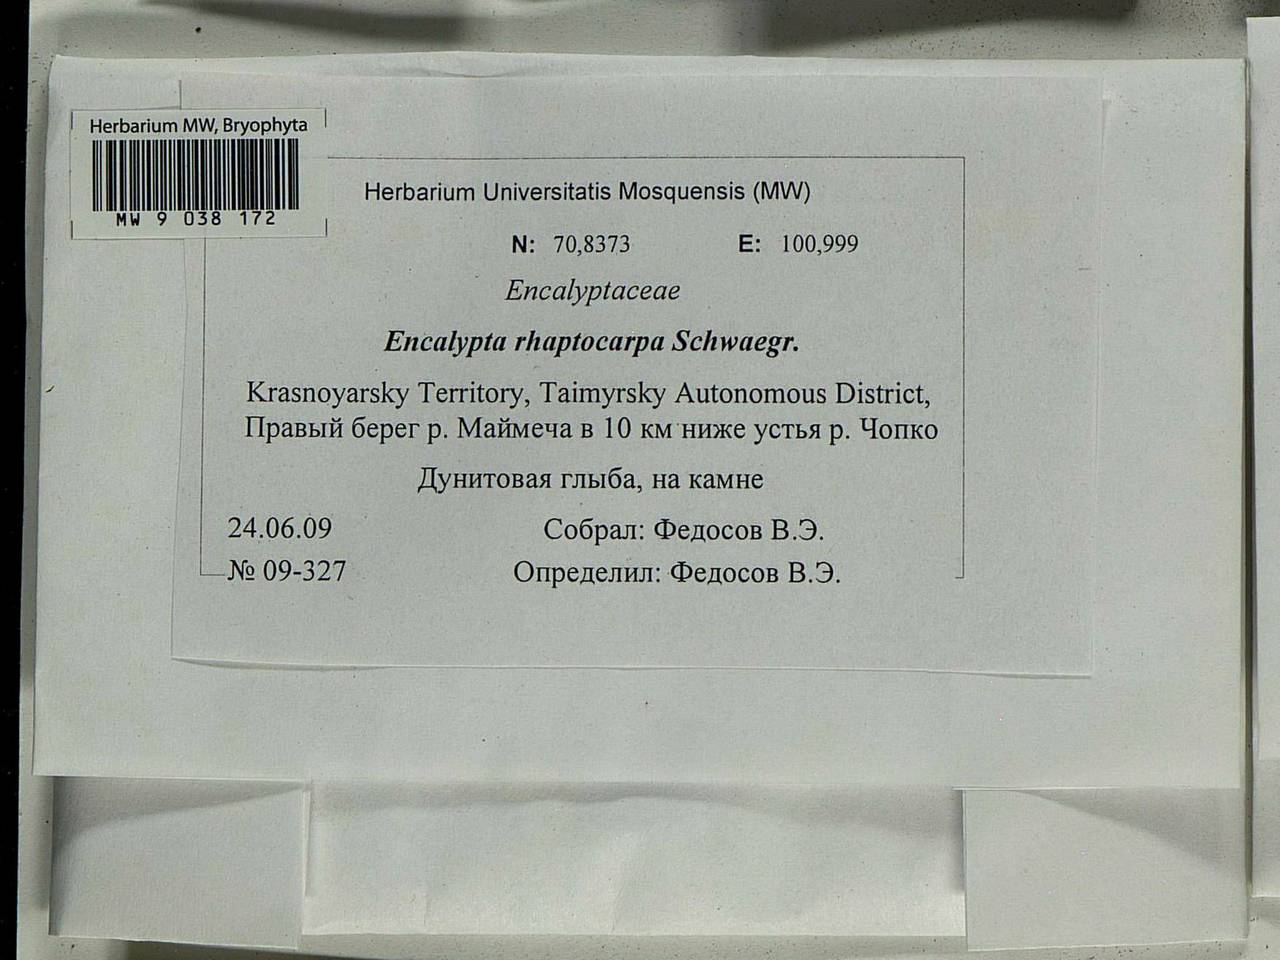 Herbarium MW, Bryophyta
MW 9 038 172
Herbarium Universitatis Mosquensis (MW)
N: 70,8373 E: 100,999
Encalyptaceae
Encalypta rhaptocarpa Schwaegr.
Krasnoyarsky Territory, Taimyrsky Autonomous District,
Правый берег р. Маймеча в 10 км ниже устья р. Чопко
Дунитовая глыба, на камне
24.06.09 Собрал: Федосов В.Э.
№ 09-327 Определил: Федосов В.Э.